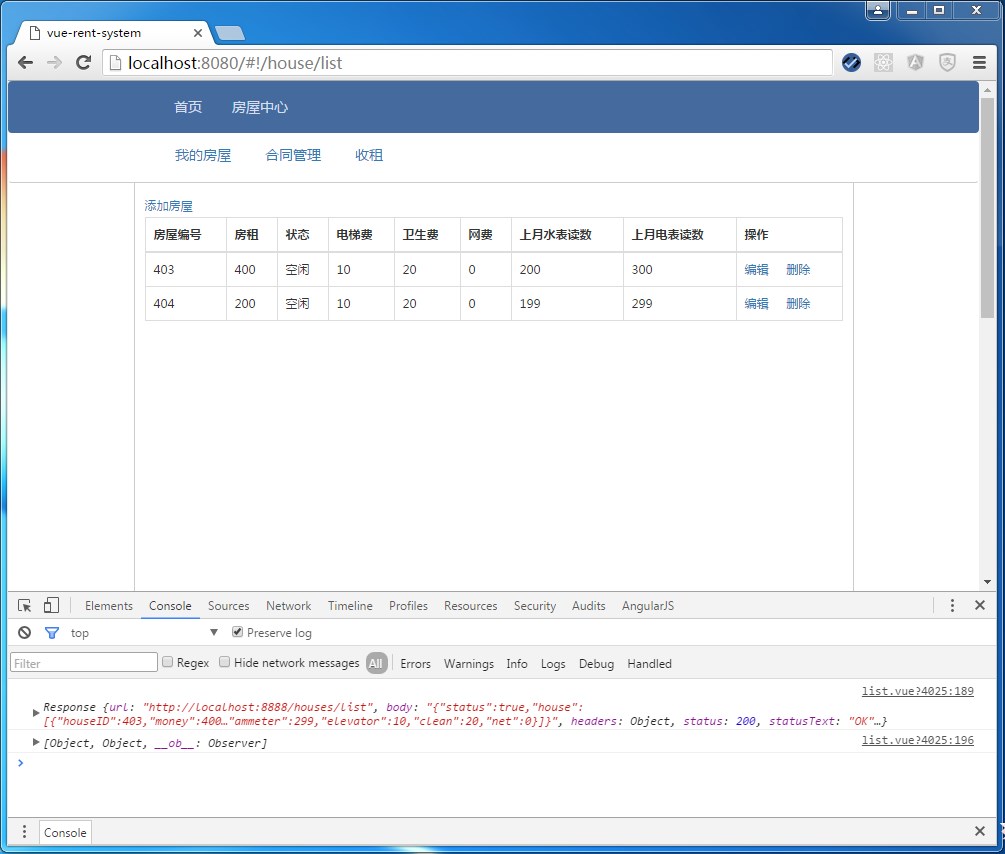 vue-rent-system
localhost:8080/#!/house/list
首页 房屋中心
我的房屋 合同管理 收租
添加房屋
房屋编号 房租 状态 电梯费 卫生费 网费 上月水表读数 上月电表读数 操作
403 400 空闲 10 20 0 200 300 编辑 删除
404 200 空闲 10 20 0 199 299 编辑 删除
Elements Console Sources Network Timeline Profiles Resources Security Audits AngularJS
top Preserve log
Filter Regex Hide network messages All Errors Warnings Info Logs Debug Handled
list.vue?4025:189
Response {url: "http://localhost:8888/houses/list", body: "{"status":true,"house":
[{"houseID":403,"money":400…"ammeter":299,"elevator":10,"clean":20,"net":0}]}", headers: Object, status: 200, statusText: "OK"…}
[Object, Object, __ob__: Observer] list.vue?4025:196
Console